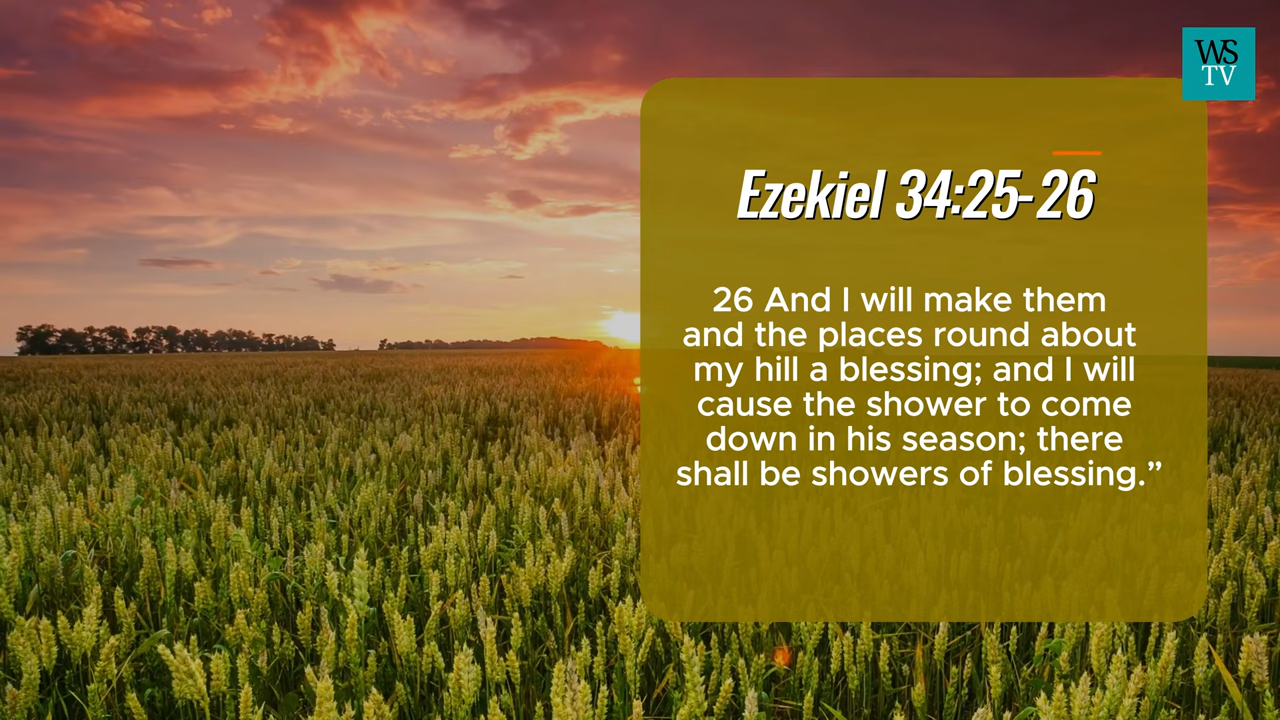 WS
TV
Ezekiel 34:25-26
26 And I will make them
and the places round about
my hill a blessing; and I will
cause the shower to come
down in his season; there
shall be showers of blessing.”